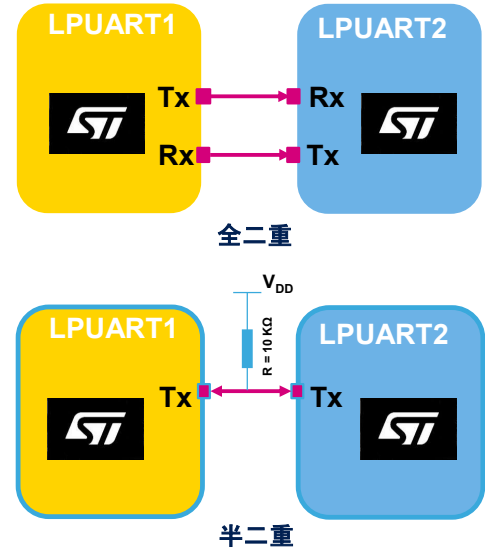 LPUART1
LPUART2
Tx
Rx
Rx
Tx
全二重
VDD
R = 10 KΩ
LPUART1
LPUART2
Tx
Tx
半二重